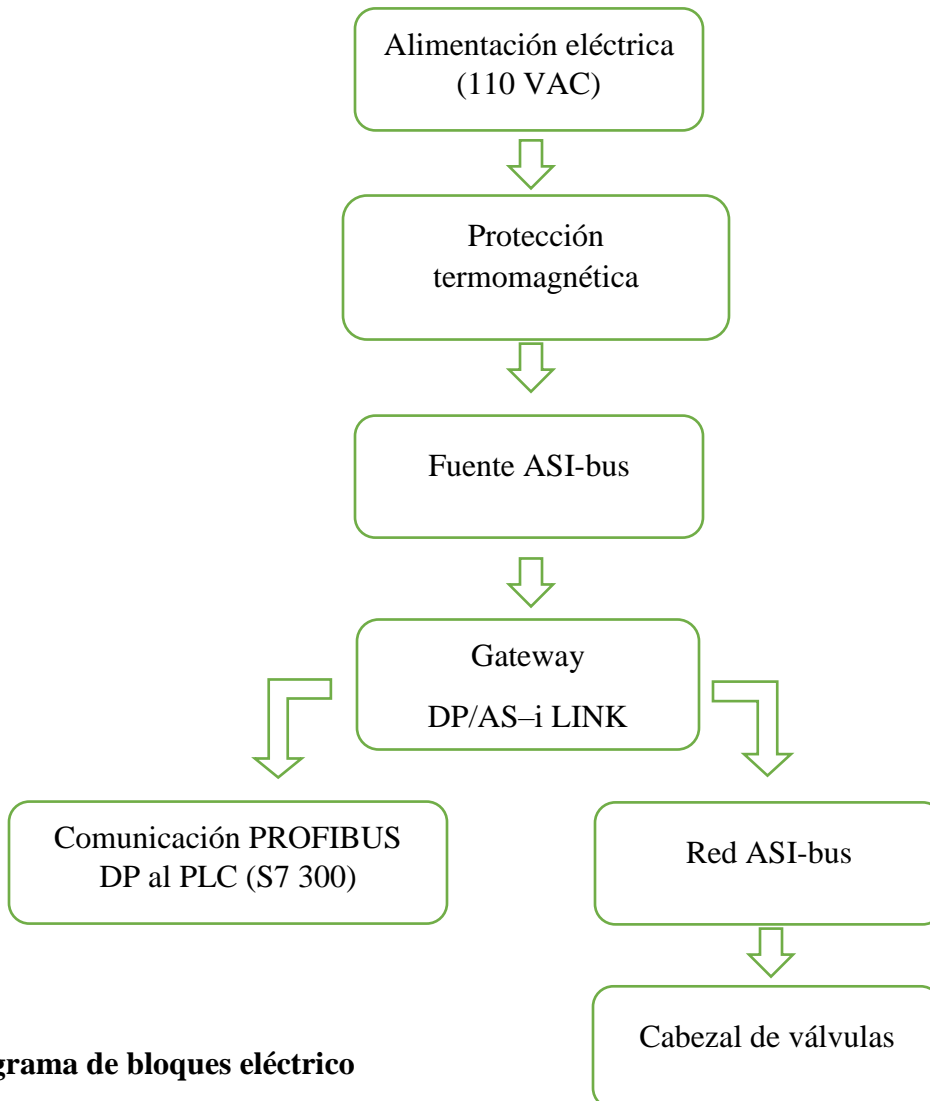 Alimentación eléctrica
(110 VAC)
Protección
termomagnética
Fuente ASI-bus
Gateway
DP/AS–i LINK
Comunicación PROFIBUS
DP al PLC (S7 300)
Red ASI-bus
Cabezal de válvulas
grama de bloques eléctrico